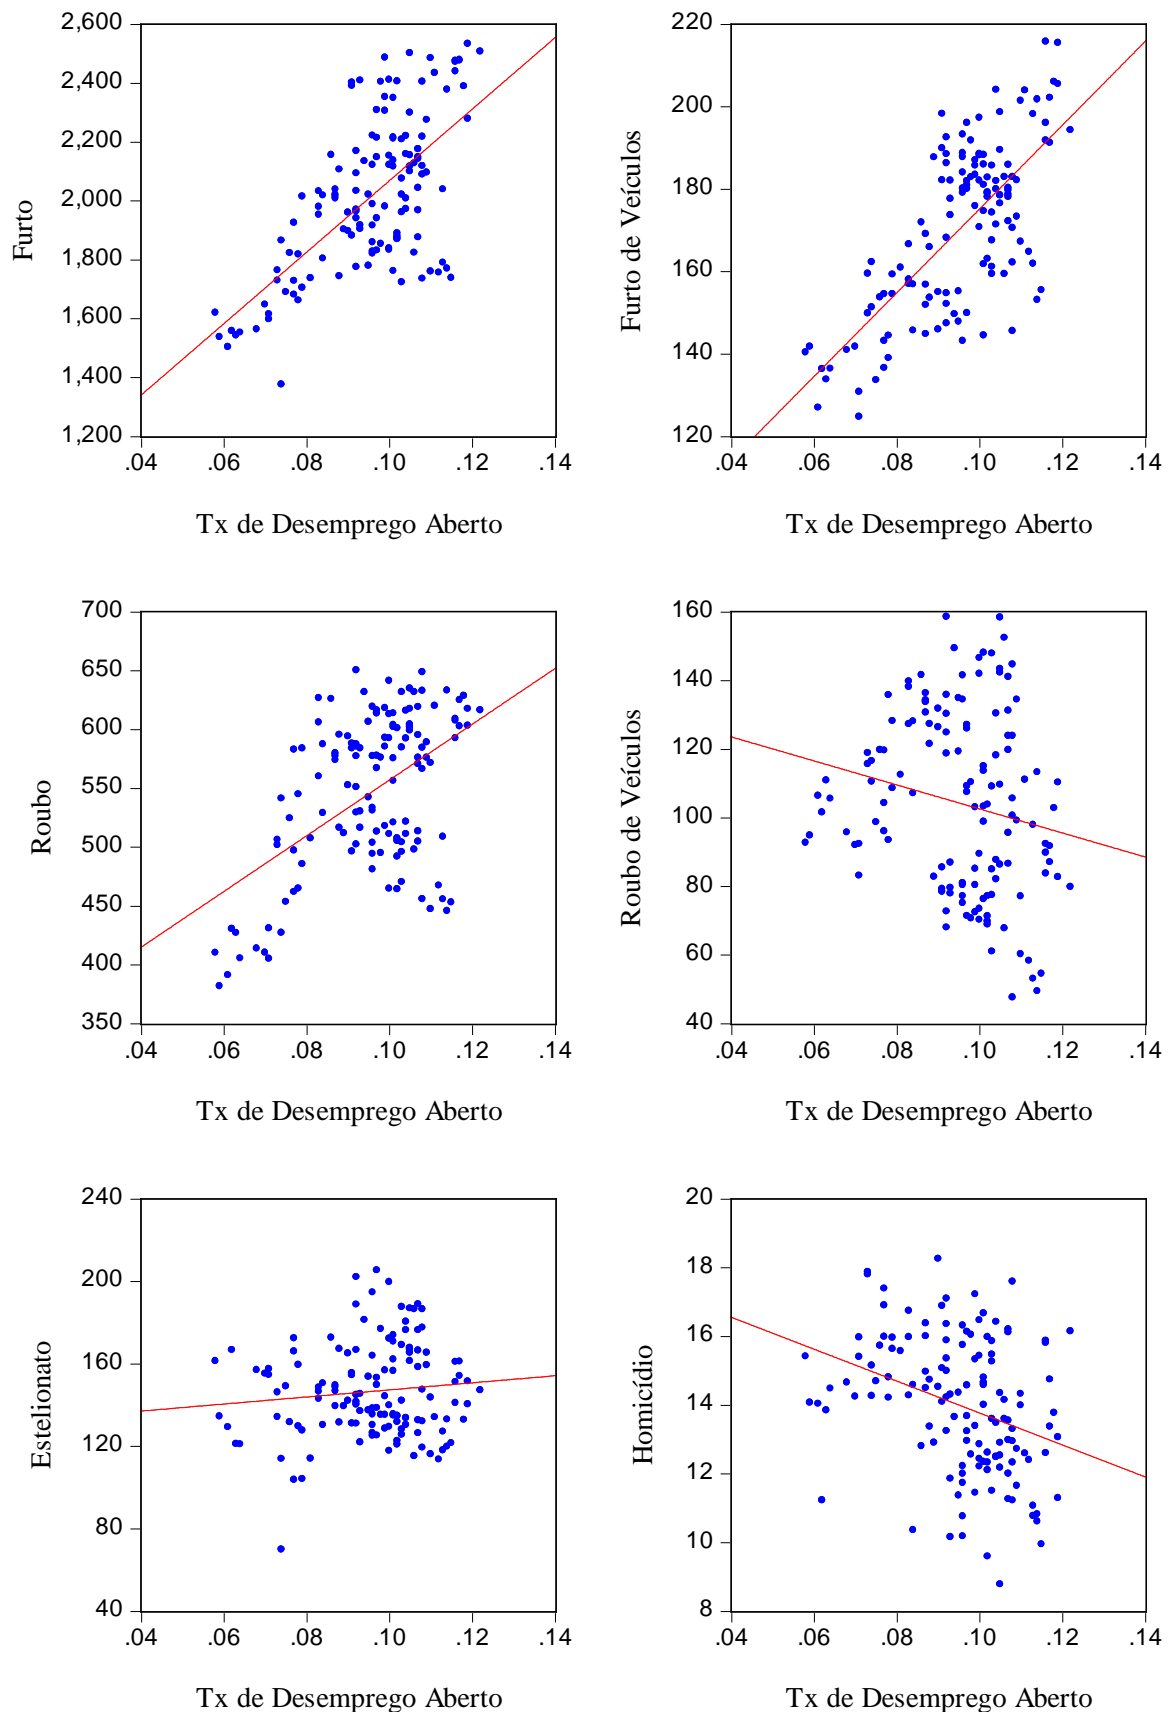 2,600
2,400
2,200
2,000
1,800
1,600
1,400
1,200
Furto
.04 .06 .08 .10 .12 .14
Tx de Desemprego Aberto
220
200
180
160
140
120
Furto de Veículos
.04 .06 .08 .10 .12 .14
Tx de Desemprego Aberto
700
650
600
550
500
450
400
350
Roubo
.04 .06 .08 .10 .12 .14
Tx de Desemprego Aberto
160
140
120
100
80
60
40
Roubo de Veículos
.04 .06 .08 .10 .12 .14
Tx de Desemprego Aberto
240
200
160
120
80
40
Estelionato
.04 .06 .08 .10 .12 .14
Tx de Desemprego Aberto
20
18
16
14
12
10
8
Homicídio
.04 .06 .08 .10 .12 .14
Tx de Desemprego Aberto